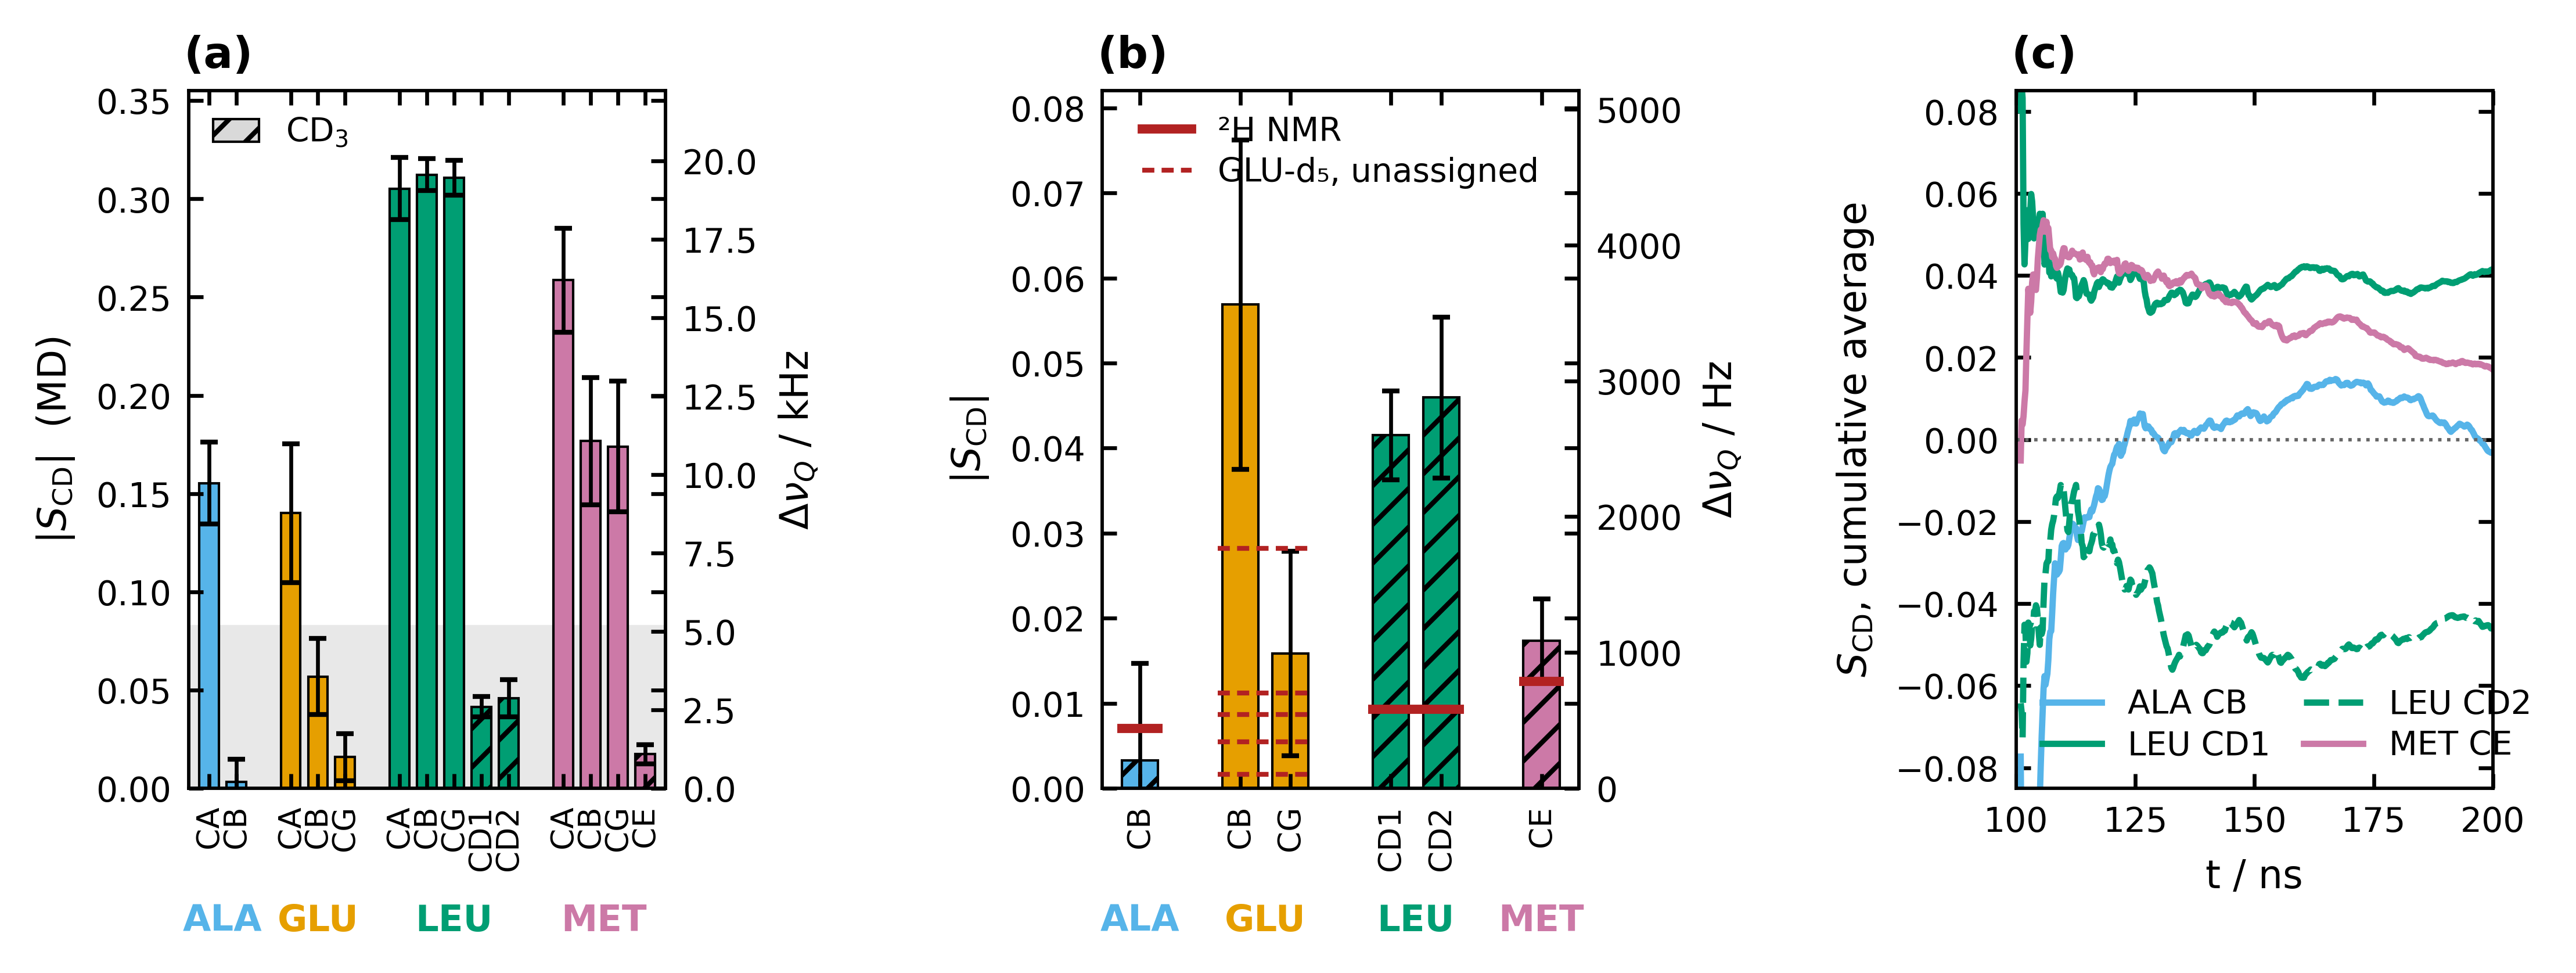 (a)
0.35
0.30
0.25
0.20
0.15
0.10
0.05
0.00
|S_CD| (MD)
CD₃
20.0
17.5
15.0
12.5
10.0
7.5
5.0
2.5
0.0
Δν_Q / kHz
CA CB CA CB CG CA CB CG CD1 CD2 CA CB CG CE
ALA GLU LEU MET
(b)
0.08
0.07
0.06
0.05
0.04
0.03
0.02
0.01
0.00
|S_CD|
²H NMR
GLU-d₅, unassigned
5000
4000
3000
2000
1000
0
Δν_Q / Hz
CB CB CG CD1 CD2 CE
ALA GLU LEU MET
(c)
0.08
0.06
0.04
0.02
0.00
−0.02
−0.04
−0.06
−0.08
S_CD, cumulative average
ALA CB
LEU CD1
LEU CD2
MET CE
100 125 150 175 200
t / ns